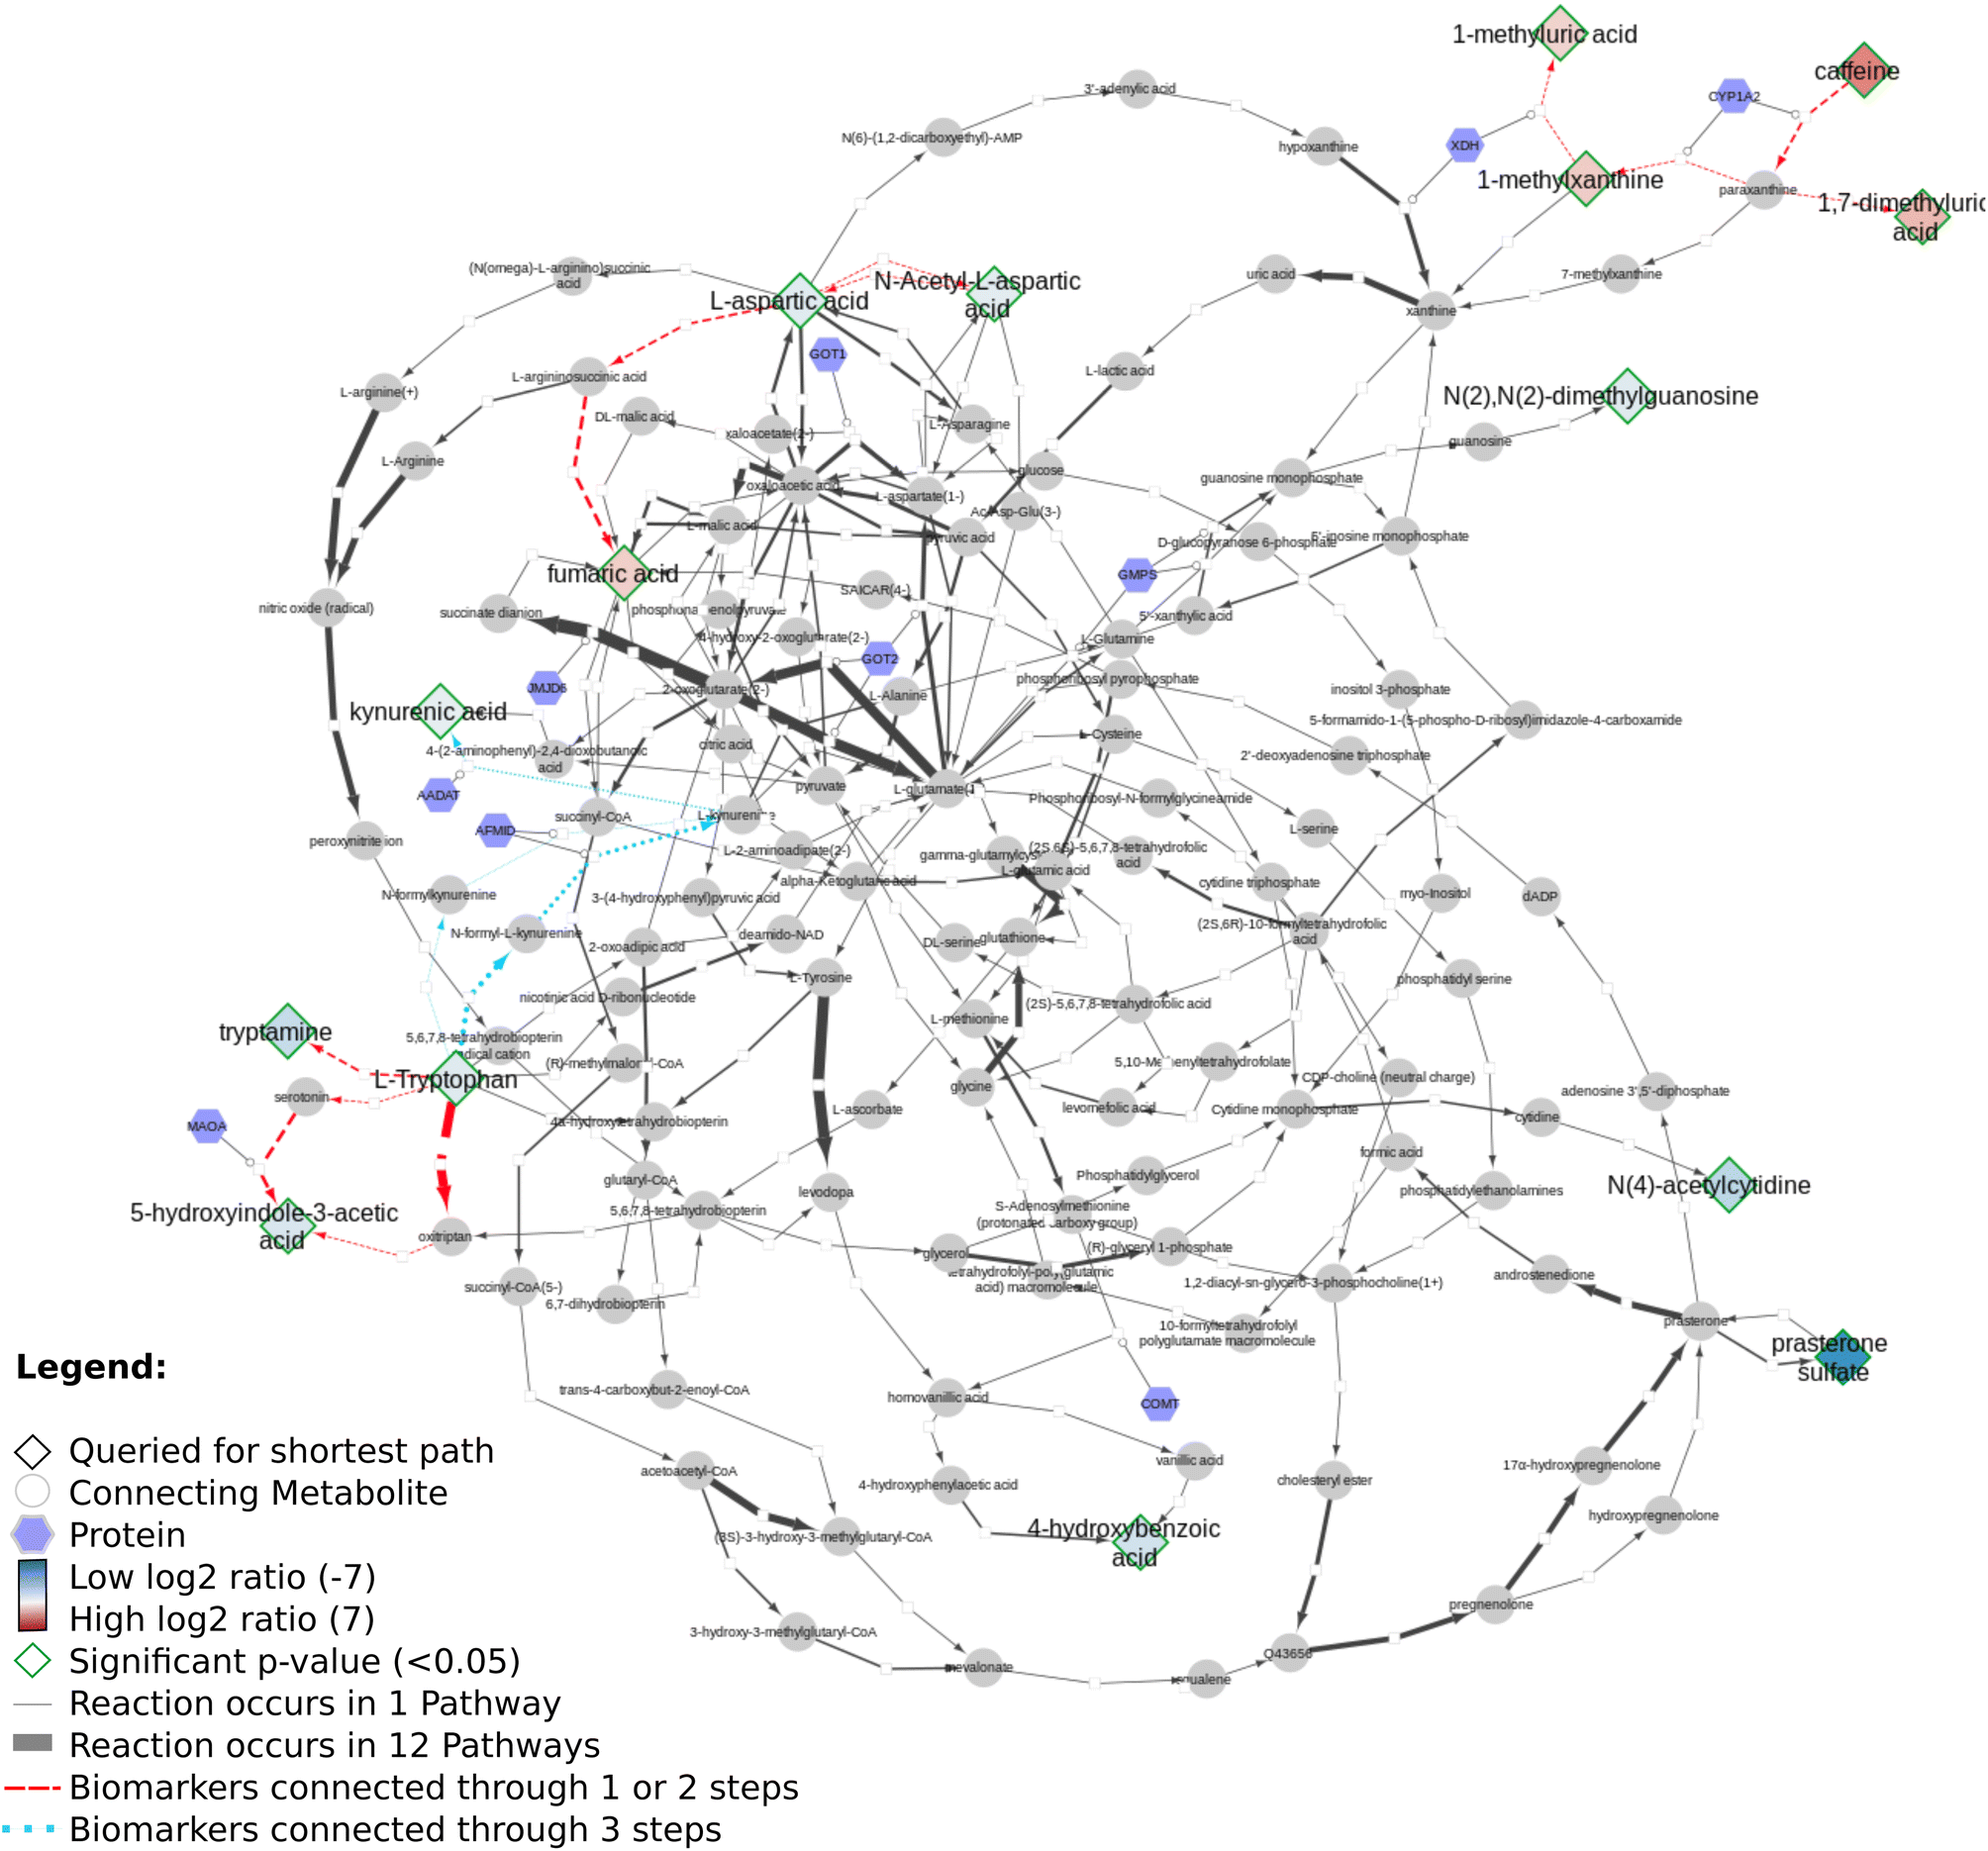 1-methyluric acid
caffeine
3'-adenylic acid
CYP1A2
N(6)-(1,2-dicarboxyethyl)-AMP
hypoxanthine
XDH
1-methylxanthine
paraxanthine
1,7-dimethyluric
acid
(N(omega)-L-arginino)succinic
acid
L-aspartic acid
N-Acetyl-L-aspartic
acid
uric acid
7-methylxanthine
xanthine
GOT1
L-argininosuccinic acid
L-arginine(+)
L-lactic acid
N(2),N(2)-dimethylguanosine
DL-malic acid
xaloacetate(2-)
L-Asparagine
guanosine
L-Arginine
glucose
guanosine monophosphate
oxaloacetic acid
L-aspartate(1-)
Ac-Asp-Glu(3-)
L-malic acid
pyruvic acid
D-glucopyranose 6-phosphate
5'-inosine monophosphate
fumaric acid
GMPS
SAICAR(4-)
nitric oxide (radical)
succinate dianion
5'-xanthylic acid
4-hydroxy-2-oxoglutarate(2-)
L-Glutamine
GOT2
phosphoribosyl pyrophosphate
JMJD6
2-oxoglutarate(2-)
L-Alanine
inositol 3-phosphate
kynurenic acid
5-formamido-1-(5-phospho-D-ribosyl)imidazole-4-carboxamide
L-Cysteine
4-(2-aminophenyl)-2,4-dioxobutanoic
acid
citric acid
2'-deoxyadenosine triphosphate
pyruvate
L-glutamate(1
AADAT
Phosphoribosyl-N-formylglycineamide
succinyl-CoA
L-kynurenine
AFMID
L-serine
peroxynitrite ion
L-2-aminoadipate(2-)
gamma-glutamylcys
(2S,6S)-5,6,7,8-tetrahydrofolic
acid
L-glutamic acid
alpha-Ketoglutaric acid
cytidine triphosphate
N-formylkynurenine
3-(4-hydroxyphenyl)pyruvic acid
myo-Inositol
dADP
N-formyl-L-kynurenine
deamido-NAD
(2S,6R)-10-formyltetrahydrofolic
acid
2-oxoadipic acid
DL-serine
glutathione
L-Tyrosine
phosphatidyl serine
nicotinic acid D-ribonucleotide
(2S)-5,6,7,8-tetrahydrofolic acid
tryptamine
L-methionine
5,6,7,8-tetrahydrobiopterin
radical cation
(R)-methylmalonyl-CoA
5,10-Methenyltetrahydrofolate
L-Tryptophan
CDP-choline (neutral charge)
glycine
adenosine 3',5'-diphosphate
serotonin
L-ascorbate
levomefolic acid
Cytidine monophosphate
cytidine
MAOA
4a-hydroxytetrahydrobiopterin
formic acid
glutaryl-CoA
Phosphatidylglycerol
N(4)-acetylcytidine
levodopa
phosphatidylethanolamines
5-hydroxyindole-3-acetic
acid
5,6,7,8-tetrahydrobiopterin
S-Adenosylmethionine
(protonated carboxy group)
oxitriptan
glycerol
(R)-glyceryl 1-phosphate
tetrahydrofolyl-poly(glutamic
acid) macromolecule
androstenedione
succinyl-CoA(5-)
1,2-diacyl-sn-glycero-3-phosphocholine(1+)
6,7-dihydrobiopterin
10-formyltetrahydrofolyl
polyglutamate macromolecule
prasterone
prasterone
sulfate
trans-4-carboxybut-2-enoyl-CoA
homovanillic acid
COMT
vanillic acid
17α-hydroxypregnenolone
acetoacetyl-CoA
4-hydroxyphenylacetic acid
cholesteryl ester
hydroxypregnenolone
(3S)-3-hydroxy-3-methylglutaryl-CoA
4-hydroxybenzoic
acid
pregnenolone
3-hydroxy-3-methylglutaryl-CoA
Q43656
mevalonate
squalene
Legend:
Queried for shortest path
Connecting Metabolite
Protein
Low log2 ratio (-7)
High log2 ratio (7)
Significant p-value (<0.05)
Reaction occurs in 1 Pathway
Reaction occurs in 12 Pathways
Biomarkers connected through 1 or 2 steps
Biomarkers connected through 3 steps